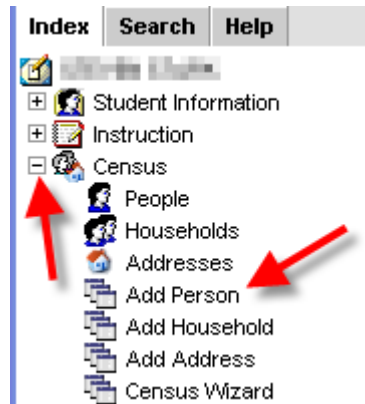 Index Search Help
Student Information
Instruction
Census
People
Households
Addresses
Add Person
Add Household
Add Address
Census Wizard